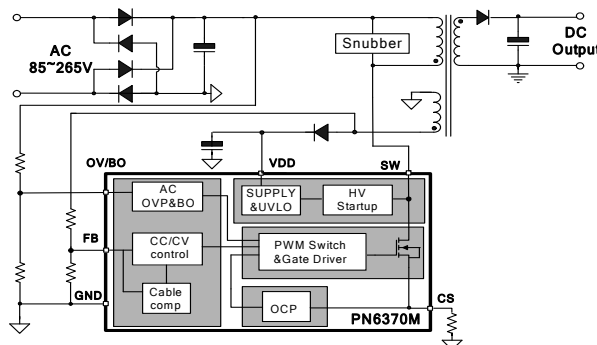 Snubber
AC
85~265V
DC
Output
OV/BO
VDD
SW
AC
OVP&BO
SUPPLY
&UVLO
HV
Startup
FB
CC/CV
control
PWM Switch
&Gate Driver
Cable
comp
GND
OCP
CS
PN6370M